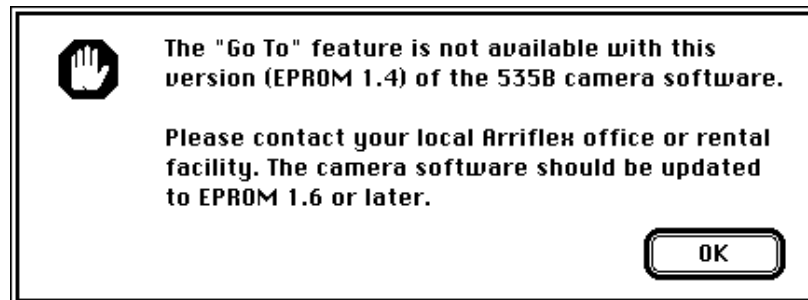 The "Go To" feature is not available with this
version (EPROM 1.4) of the 535B camera software.
Please contact your local Arriflex office or rental
facility. The camera software should be updated
to EPROM 1.6 or later.
OK